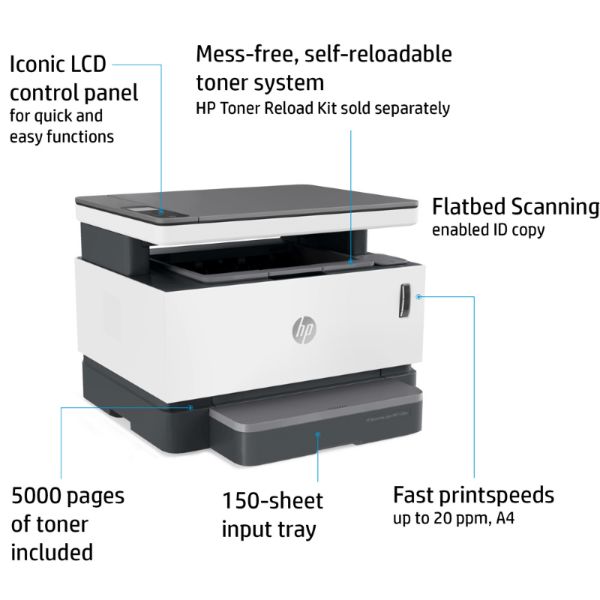 Iconic LCD
control panel
for quick and
easy functions
Mess-free, self-reloadable
toner system
HP Toner Reload Kit sold separately
Flatbed Scanning
enabled ID copy
hp
5000 pages
of toner
included
150-sheet
input tray
Fast printspeeds
up to 20 ppm, A4